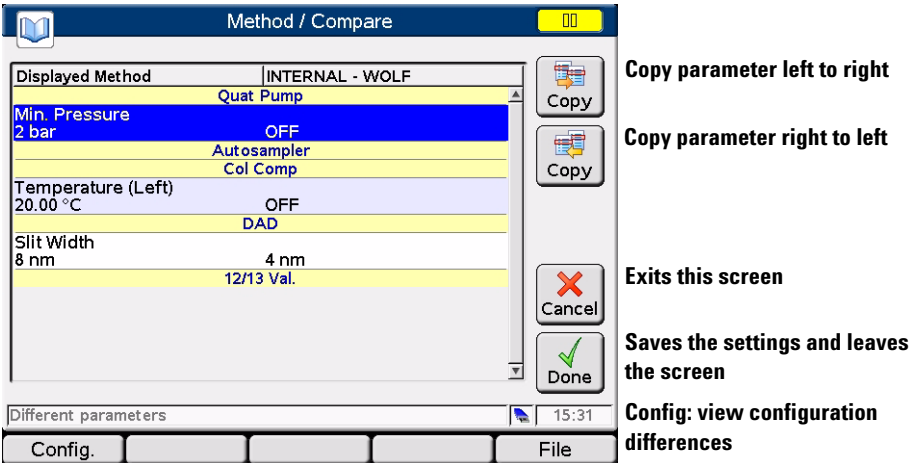 Method / Compare
Displayed Method INTERNAL - WOLF
Quat Pump
Min. Pressure
2 bar OFF
Autosampler
Col Comp
Temperature (Left)
20.00 °C OFF
DAD
Slit Width
8 nm 4 nm
12/13 Val.
Copy
Copy
Cancel
Done
Different parameters 15:31
Config. File
Copy parameter left to right
Copy parameter right to left
Exits this screen
Saves the settings and leaves
the screen
Config: view configuration
differences